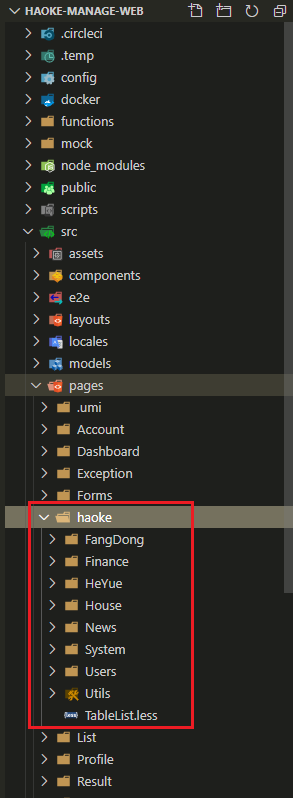 HAOKE-MANAGE-WEB
.circleci
.temp
config
docker
functions
mock
node_modules
public
scripts
src
assets
components
e2e
layouts
locales
models
pages
.umi
Account
Dashboard
Exception
Forms
haoke
FangDong
Finance
HeYue
House
News
System
Users
Utils
{less} TableList.less
List
Profile
Result